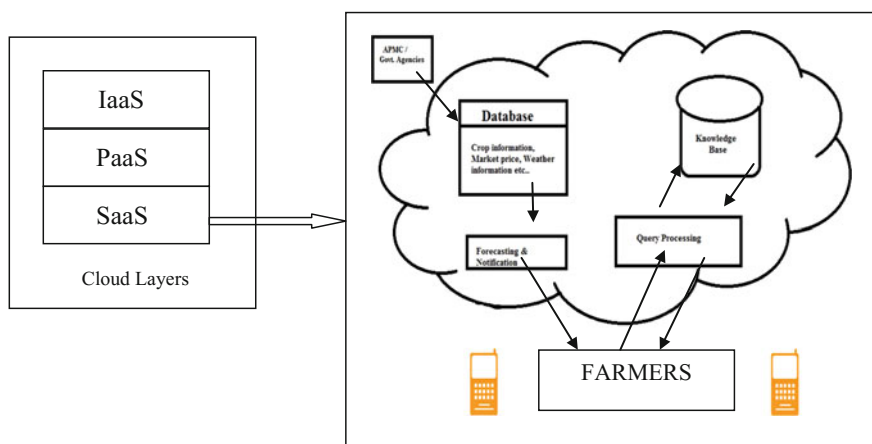 IaaS
PaaS
SaaS
Cloud Layers
APMC /
Govt. Agencies
Database
Crop information,
Market price, Weather
information etc..
Knowledge
Base
Forecasting &
Notification
Query Processing
FARMERS